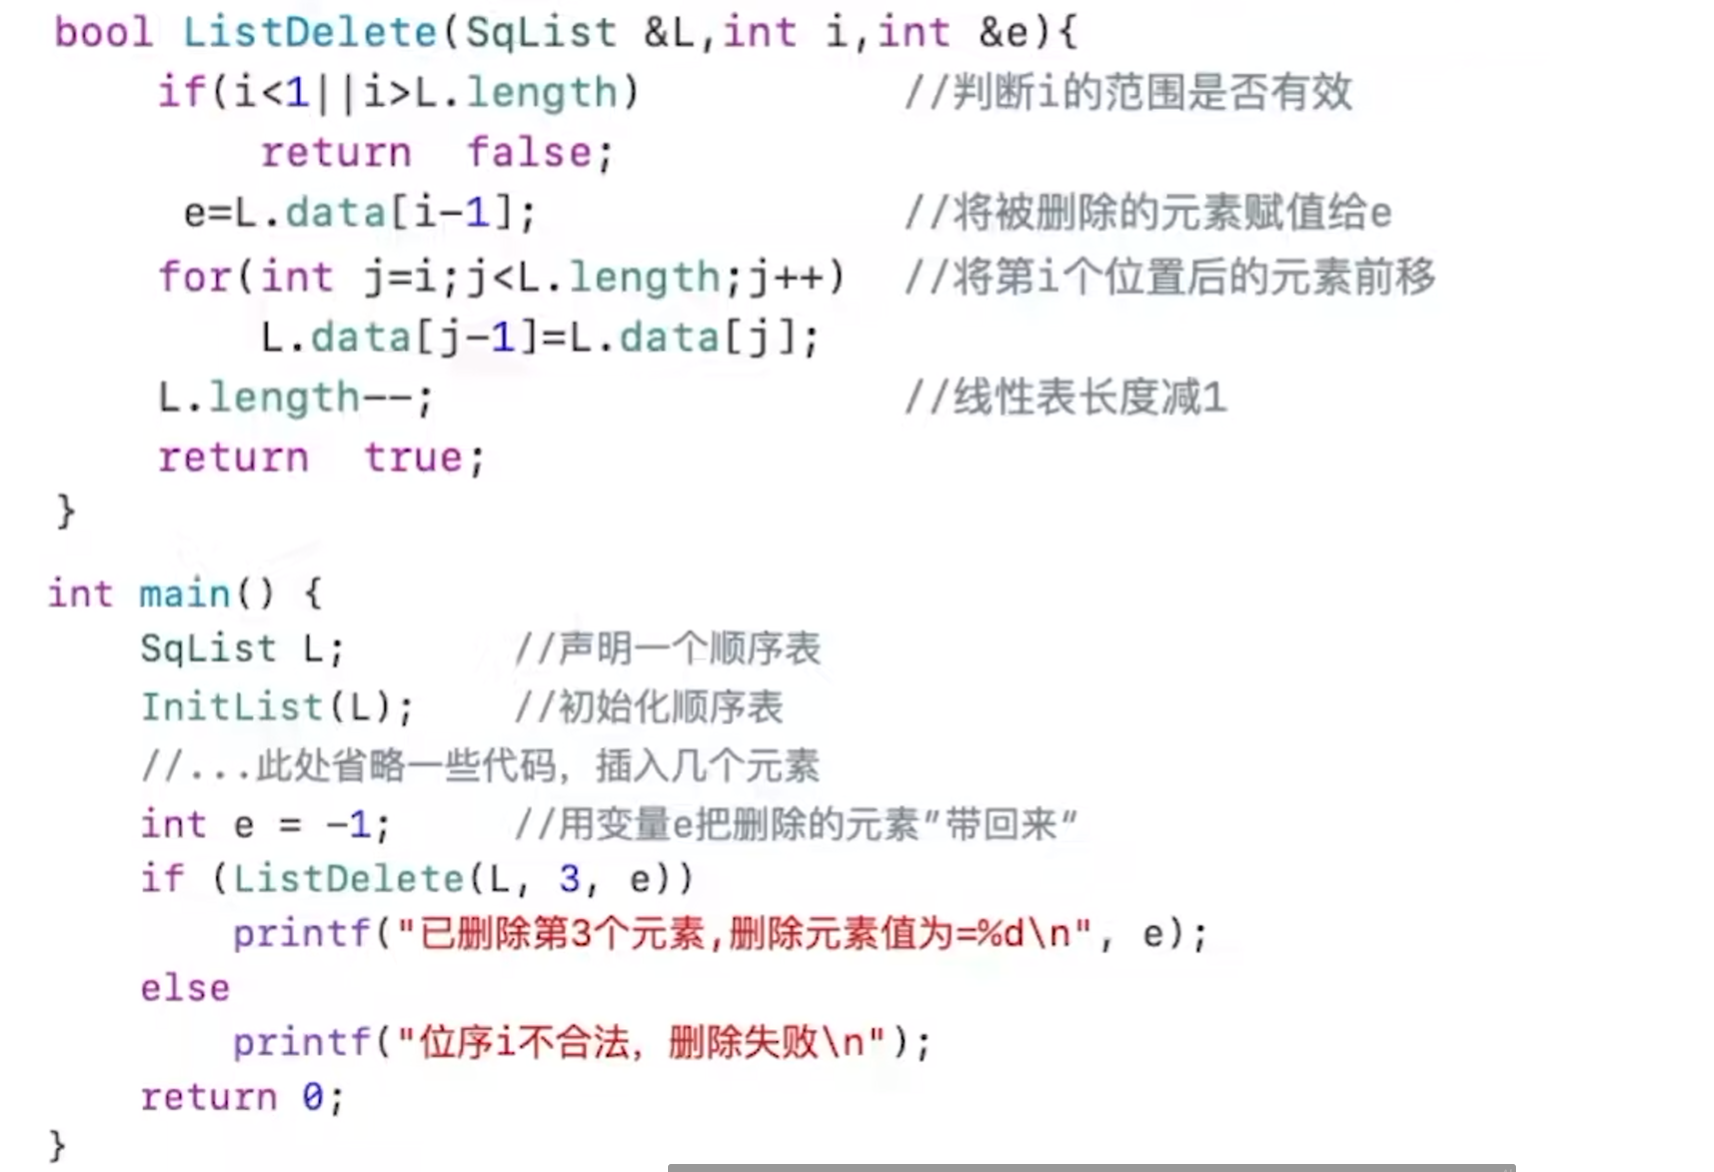 bool ListDelete(SqList &L,int i,int &e){
if(i<1||i>L.length) //判断i的范围是否有效
return false;
e=L.data[i-1]; //将被删除的元素赋值给e
for(int j=i;j<L.length;j++) //将第i个位置后的元素前移
L.data[j-1]=L.data[j];
L.length--; //线性表长度减1
return true;
}
int main() {
SqList L; //声明一个顺序表
InitList(L); //初始化顺序表
//...此处省略一些代码，插入几个元素
int e = -1; //用变量e把删除的元素"带回来"
if (ListDelete(L, 3, e))
printf("已删除第3个元素,删除元素值为=%d\n", e);
else
printf("位序i不合法，删除失败\n");
return 0;
}